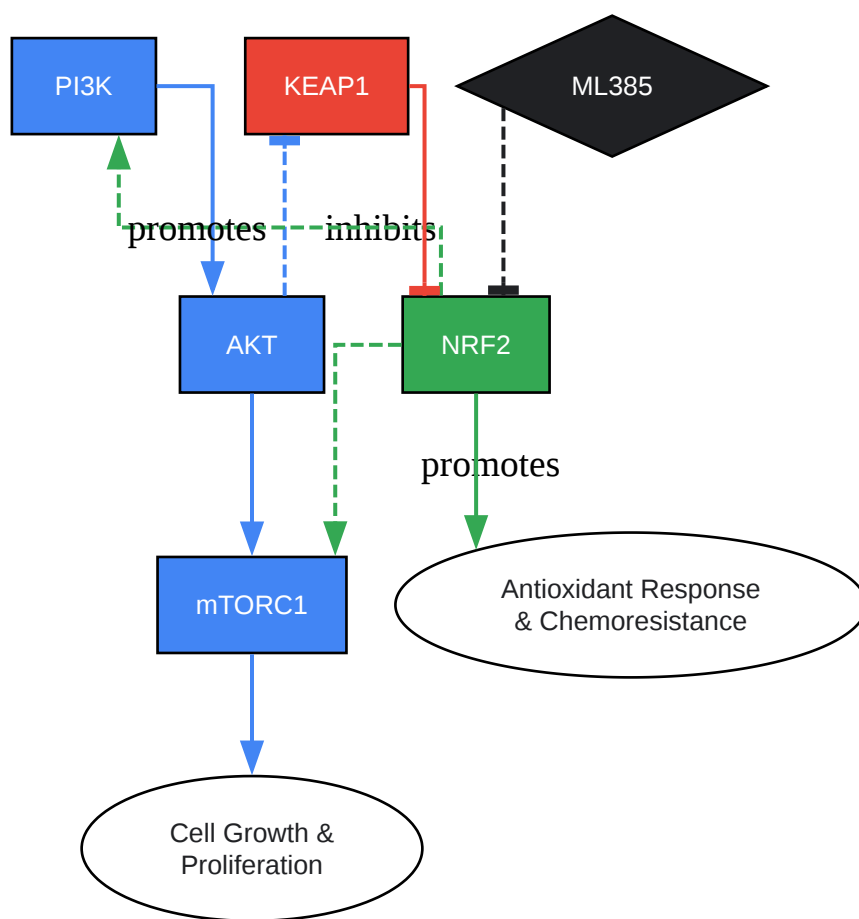 PI3K
KEAP1
ML385
promotes
inhibits
AKT
NRF2
promotes
mTORC1
Antioxidant Response
& Chemoresistance
Cell Growth &
Proliferation